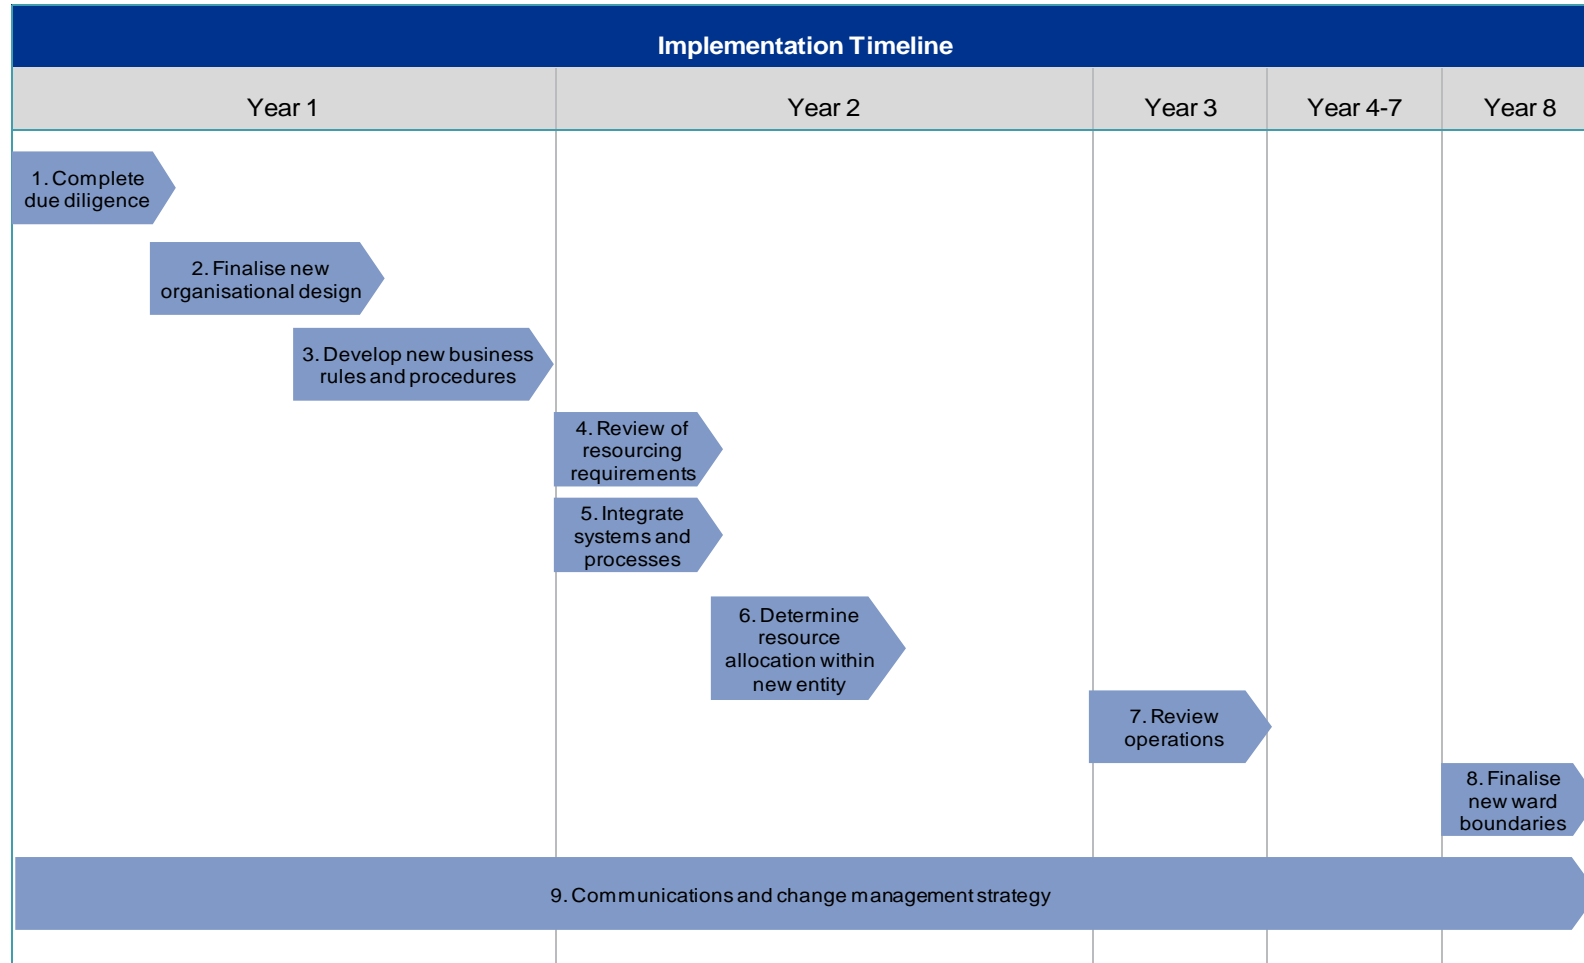 Implementation Timeline
Year 1
Year 2
Year 3
Year 4-7
Year 8
1. Complete
due diligence
2. Finalise new
organisational design
3. Develop new business
rules and procedures
4. Review of
resourcing
requirements
5. Integrate
systems and
processes
6. Determine
resource
allocation within
new entity
7. Review
operations
8. Finalise
new ward
boundaries
9. Communications and change management strategy